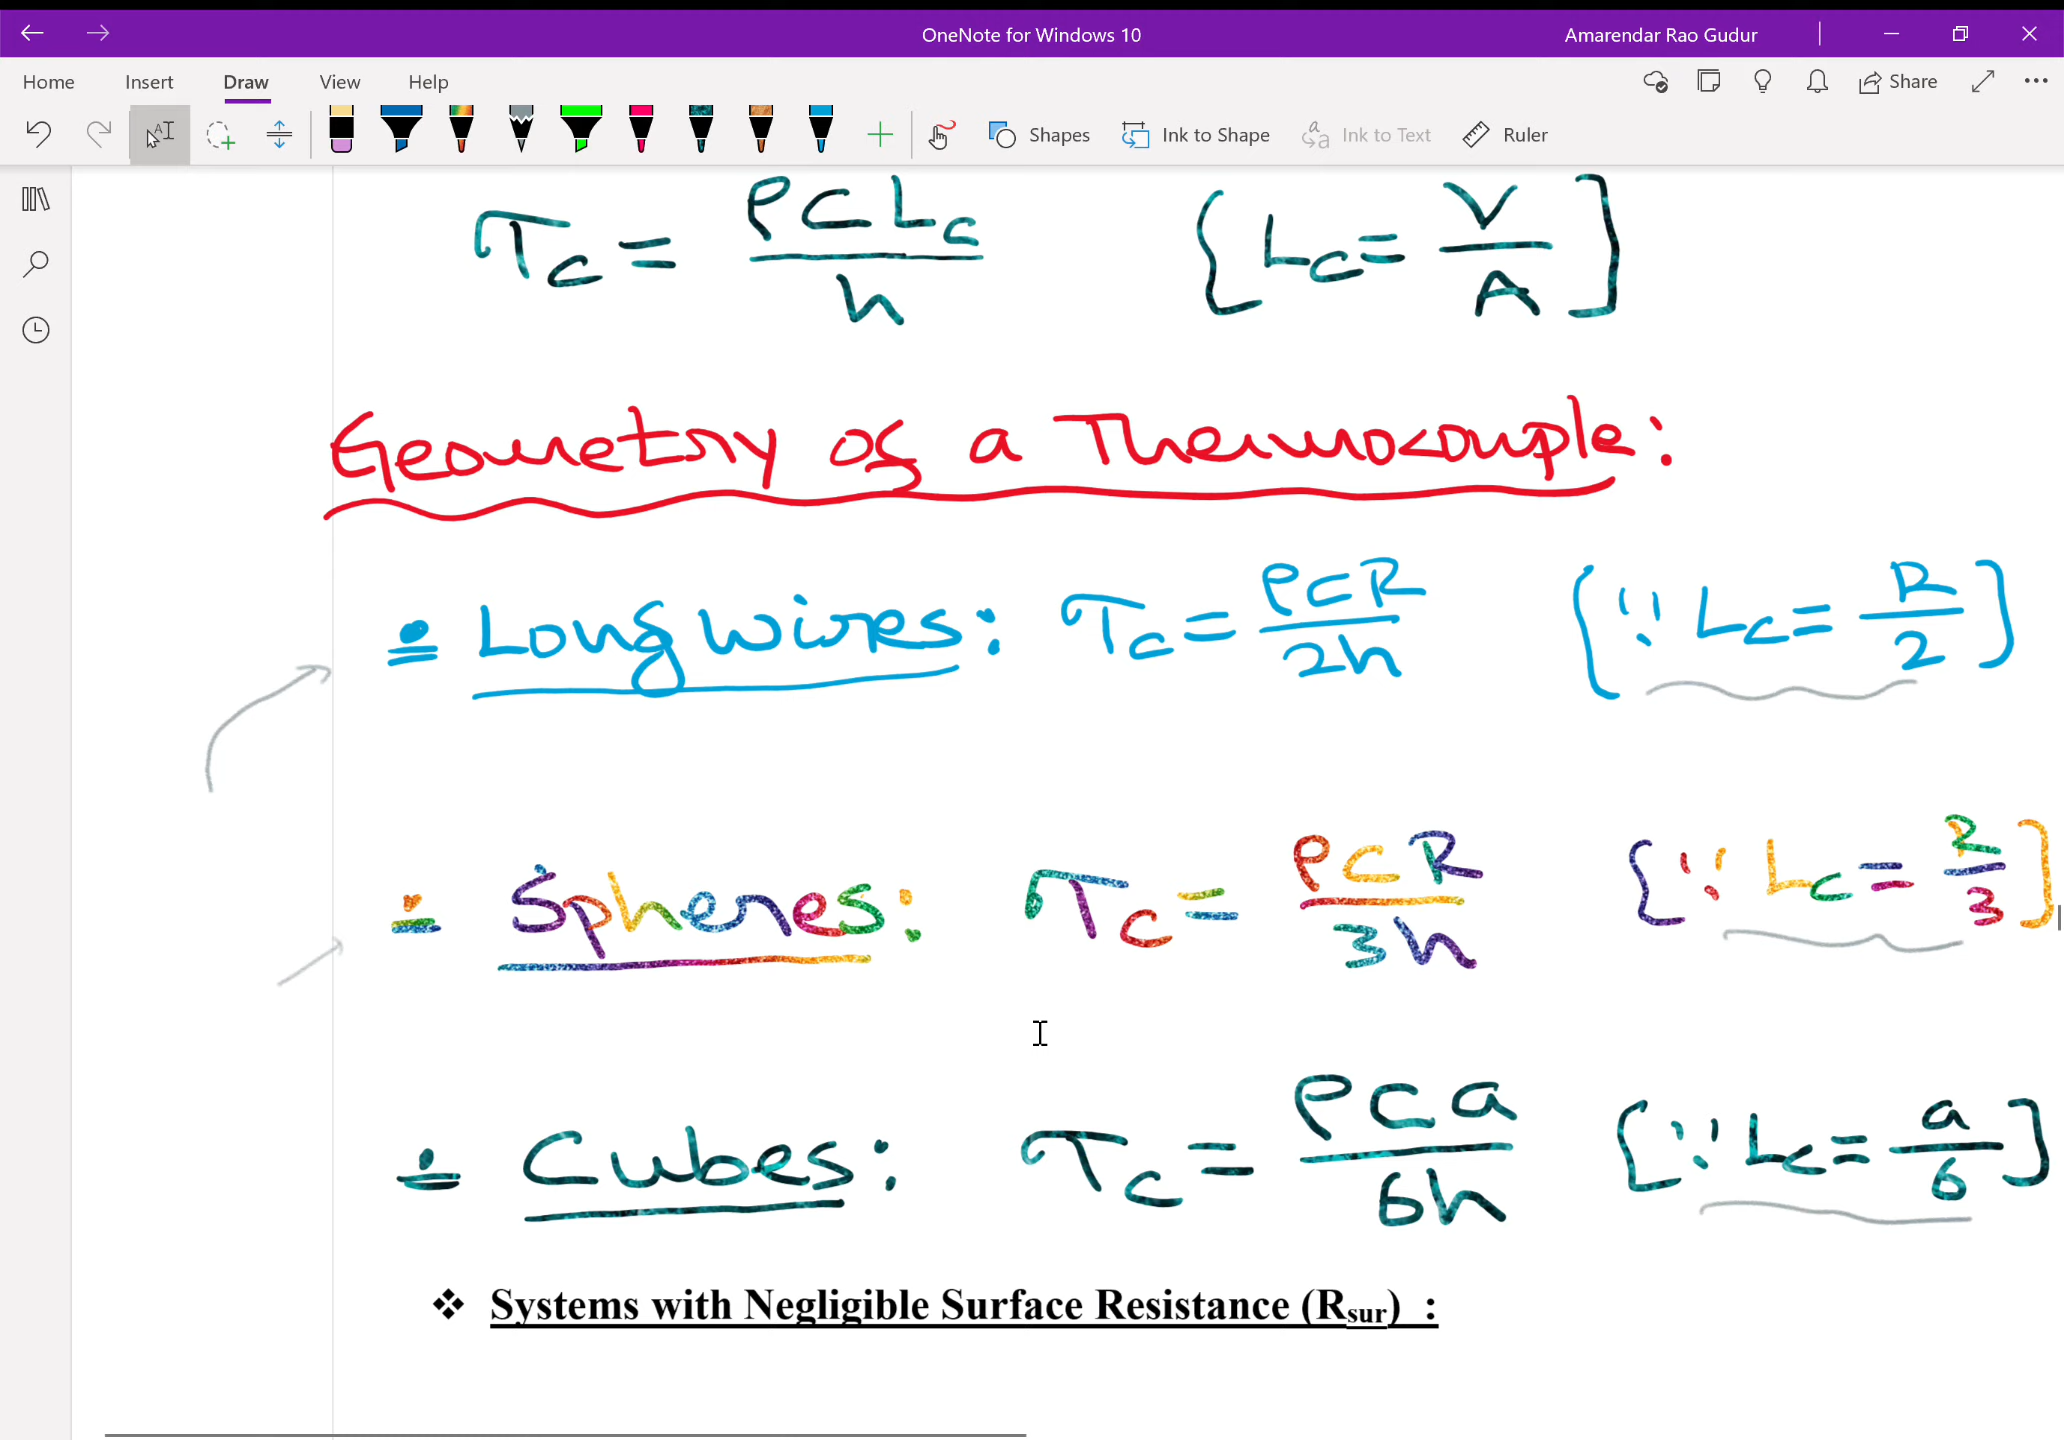 OneNote for Windows 10
Amarendar Rao Gudur
Home Insert Draw View Help
Share
Shapes Ink to Shape Ink to Text Ruler
τc = ρCLc/h {Lc = V/A}
Geometry of a Thermocouple:
Long Wires: τc = ρCR/2h {∵ Lc = R/2}
Spheres: τc = ρCR/3h {∵ Lc = R/3}
Cubes: τc = ρCa/6h {∵ Lc = a/6}
❖ Systems with Negligible Surface Resistance (Rsur) :